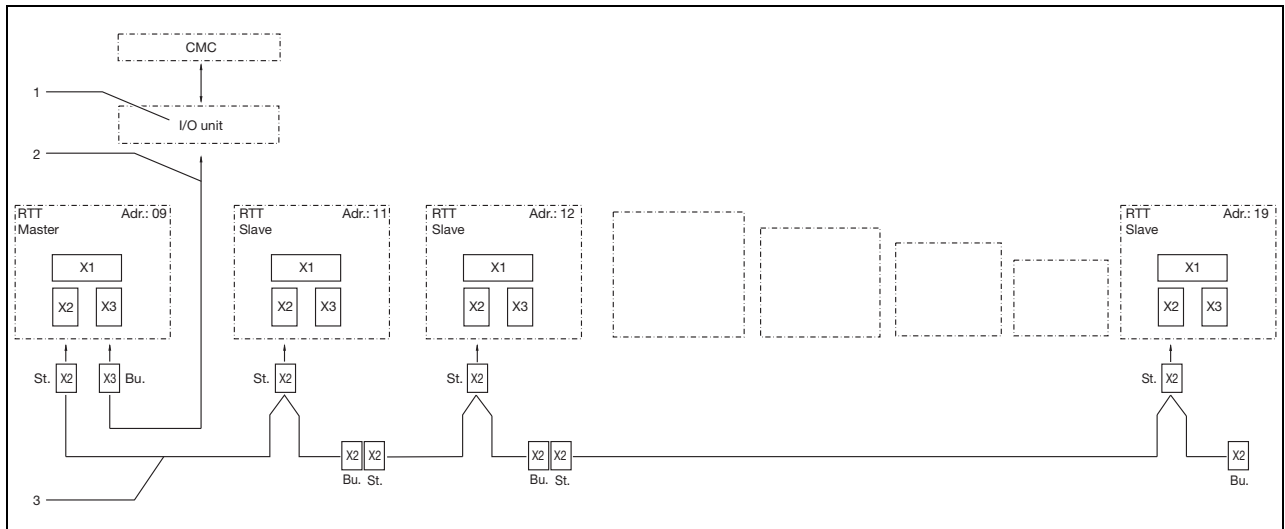 CMC
1
I/O unit
2
RTT Adr.: 09
Master
X1
X2 X3
RTT Adr.: 11
Slave
X1
X2 X3
RTT Adr.: 12
Slave
X1
X2 X3
RTT Adr.: 19
Slave
X1
X2 X3
St. X2 X3 Bu.
St. X2
St. X2
St. X2
X2 X2
Bu. St.
X2 X2
Bu. St.
X2
Bu.
3